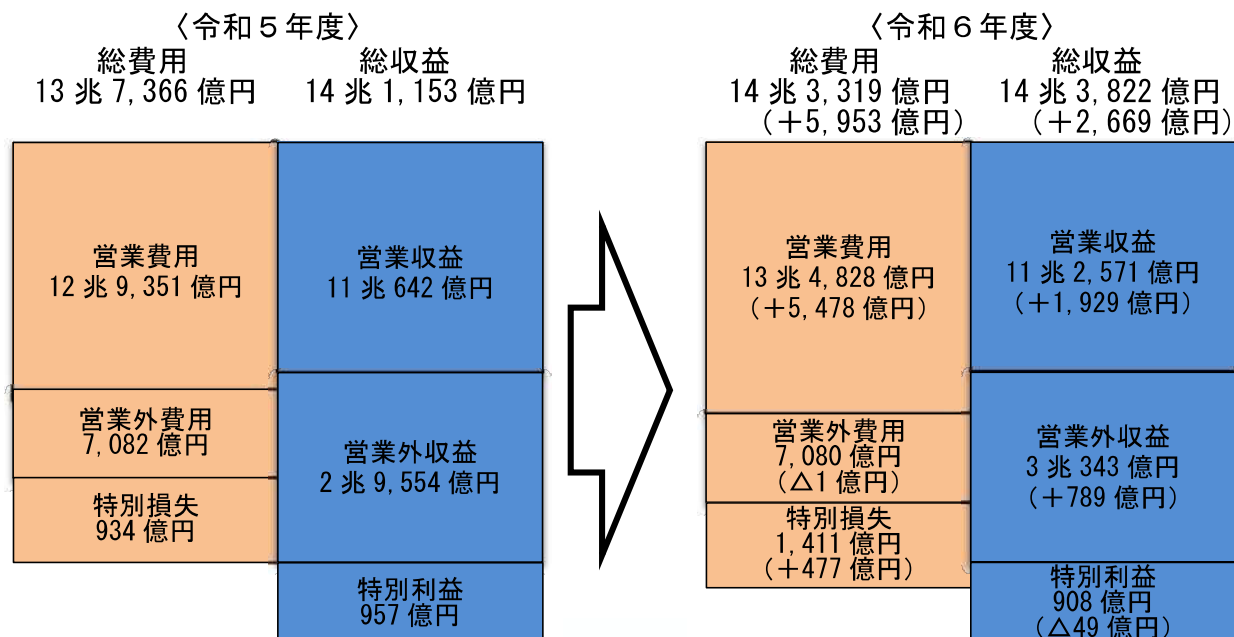 〈令和５年度〉
総費用
13 兆 7,366 億円
総収益
14 兆 1,153 億円
営業費用
12 兆 9,351 億円
営業外費用
7,082 億円
特別損失
934 億円
営業収益
11 兆 642 億円
営業外収益
2 兆 9,554 億円
特別利益
957 億円
〈令和６年度〉
総費用
14 兆 3,319 億円
（＋5,953 億円）
総収益
14 兆 3,822 億円
（＋2,669 億円）
営業費用
13 兆 4,828 億円
（＋5,478 億円）
営業外費用
7,080 億円
（△1 億円）
特別損失
1,411 億円
（＋477 億円）
営業収益
11 兆 2,571 億円
（＋1,929 億円）
営業外収益
3 兆 343 億円
（＋789 億円）
特別利益
908 億円
（△49 億円）